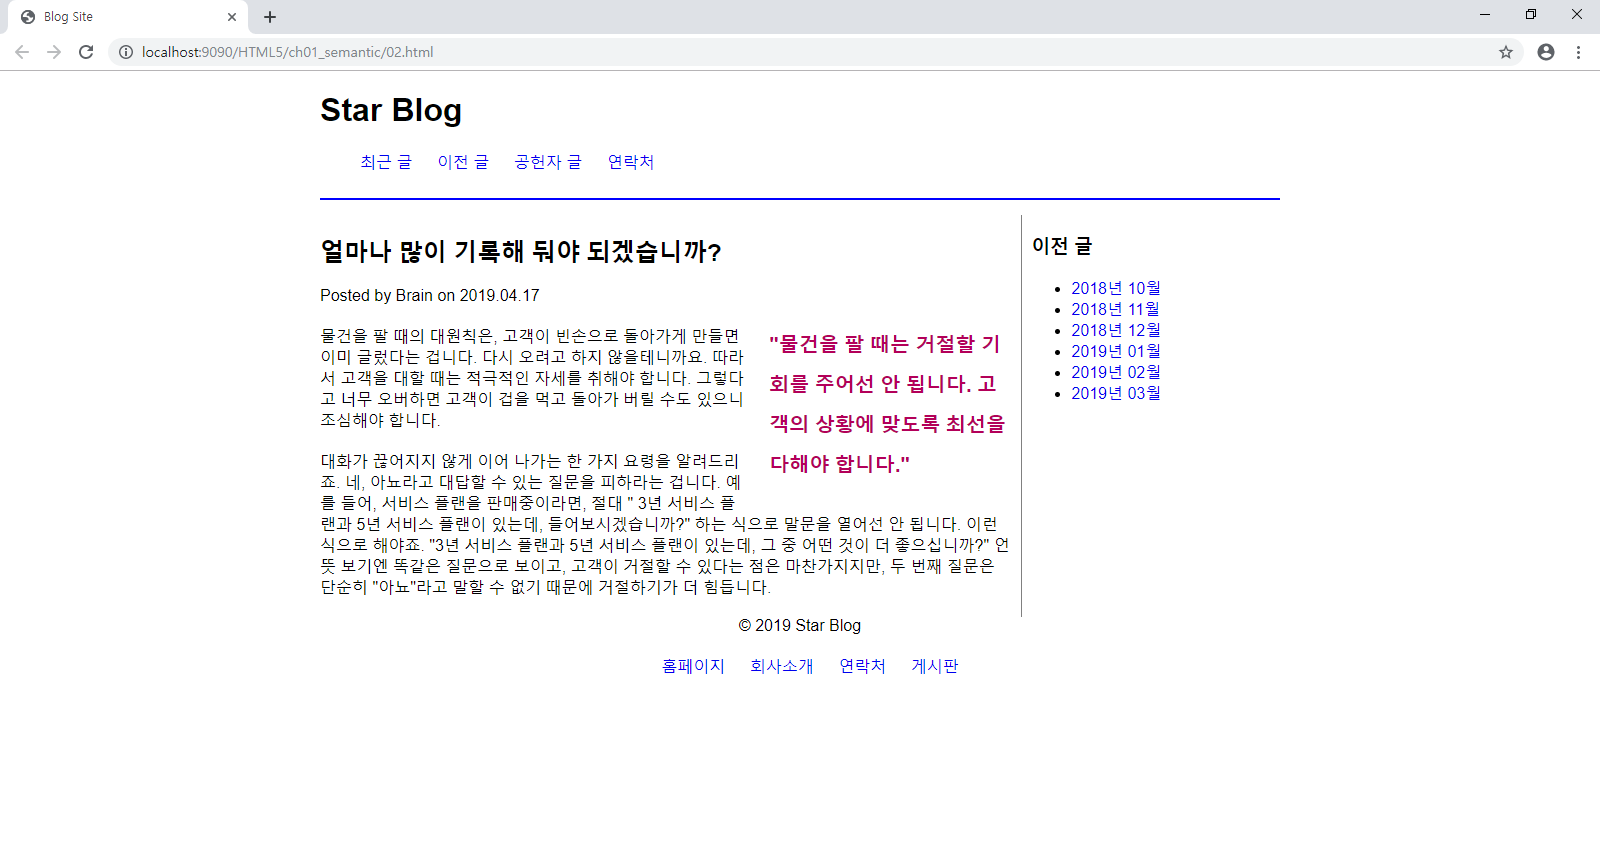 Blog Site
localhost:9090/HTML5/ch01_semantic/02.html
Star Blog
최근 글 이전 글 공헌자 글 연락처
얼마나 많이 기록해 둬야 되겠습니까?
Posted by Brain on 2019.04.17
물건을 팔 때의 대원칙은, 고객이 빈손으로 돌아가게 만들면
이미 글렀다는 겁니다. 다시 오려고 하지 않을테니까요. 따라
서 고객을 대할 때는 적극적인 자세를 취해야 합니다. 그렇다
고 너무 오버하면 고객이 겁을 먹고 돌아가 버릴 수도 있으니
조심해야 합니다.
"물건을 팔 때는 거절할 기
회를 주어선 안 됩니다. 고
객의 상황에 맞도록 최선을
다해야 합니다."
대화가 끊어지지 않게 이어 나가는 한 가지 요령을 알려드리
죠. 네, 아뇨라고 대답할 수 있는 질문을 피하라는 겁니다. 예
를 들어, 서비스 플랜을 판매중이라면, 절대 " 3년 서비스 플
랜과 5년 서비스 플랜이 있는데, 들어보시겠습니까?" 하는 식으로 말문을 열어선 안 됩니다. 이런
식으로 해야죠. "3년 서비스 플랜과 5년 서비스 플랜이 있는데, 그 중 어떤 것이 더 좋으십니까?" 언
뜻 보기엔 똑같은 질문으로 보이고, 고객이 거절할 수 있다는 점은 마찬가지지만, 두 번째 질문은
단순히 "아뇨"라고 말할 수 없기 때문에 거절하기가 더 힘듭니다.
이전 글
2018년 10월
2018년 11월
2018년 12월
2019년 01월
2019년 02월
2019년 03월
© 2019 Star Blog
홈페이지 회사소개 연락처 게시판